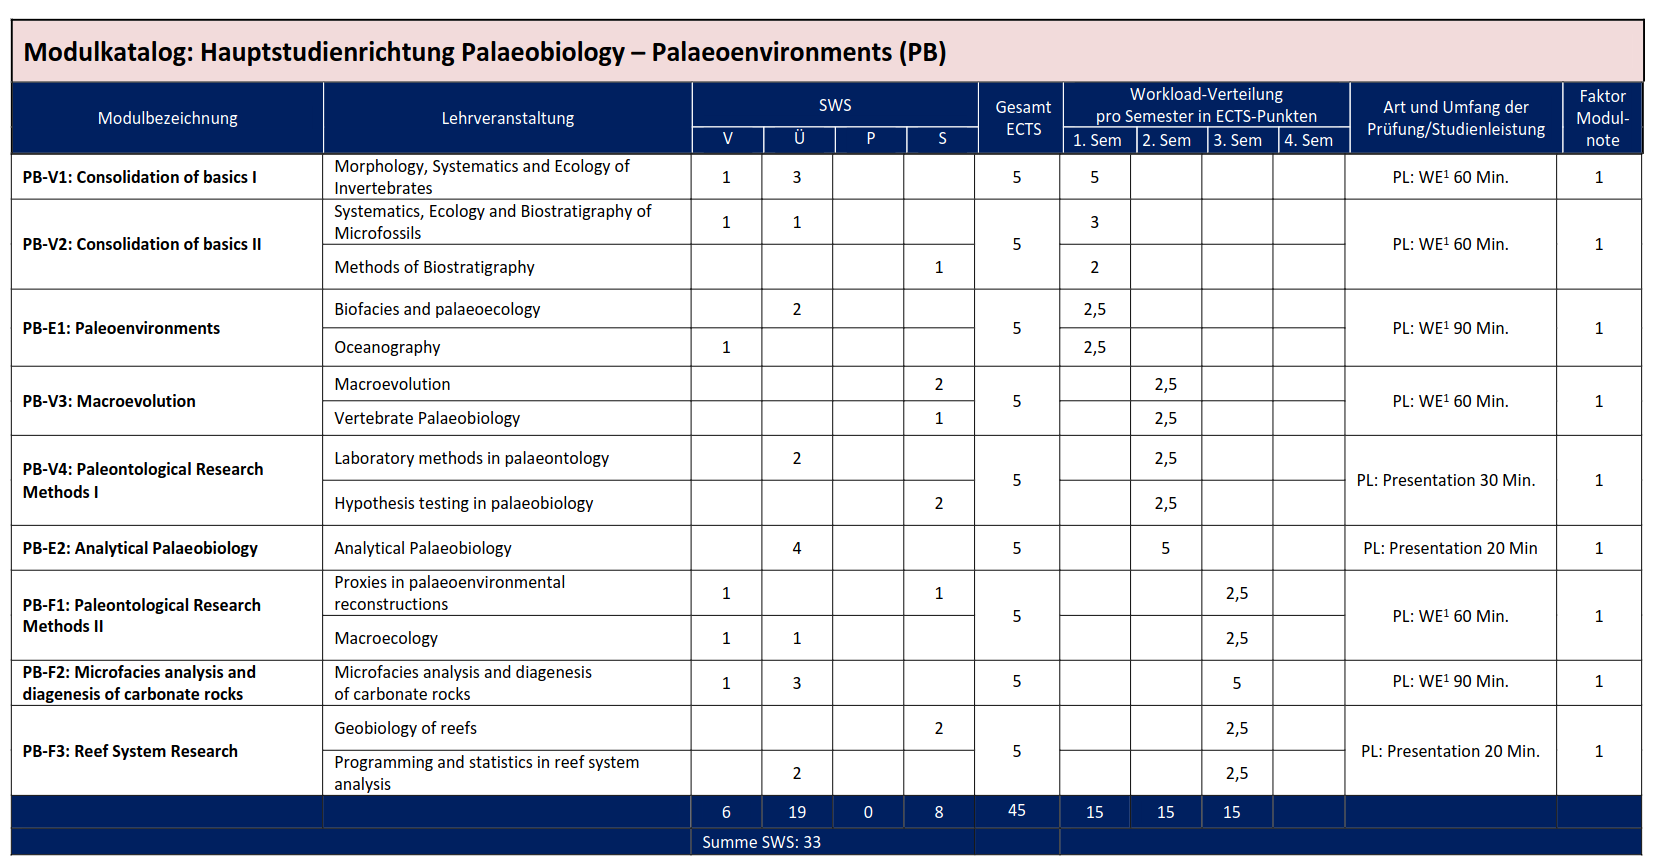 Modulkatalog: Hauptstudienrichtung Palaeobiology – Palaeoenvironments (PB)
Modulbezeichnung Lehrveranstaltung SWS Gesamt ECTS Workload-Verteilung pro Semester in ECTS-Punkten Art und Umfang der Prüfung/Studienleistung Faktor Modul-note
V Ü P S 1. Sem 2. Sem 3. Sem 4. Sem
PB-V1: Consolidation of basics I Morphology, Systematics and Ecology of Invertebrates 1 3 5 5 PL: WE¹ 60 Min. 1
PB-V2: Consolidation of basics II Systematics, Ecology and Biostratigraphy of Microfossils 1 1 5 3 PL: WE¹ 60 Min. 1
Methods of Biostratigraphy 1 2
PB-E1: Paleoenvironments Biofacies and palaeoecology 2 5 2,5 PL: WE¹ 90 Min. 1
Oceanography 1 2,5
PB-V3: Macroevolution Macroevolution 2 5 2,5 PL: WE¹ 60 Min. 1
Vertebrate Palaeobiology 1 2,5
PB-V4: Paleontological Research Methods I Laboratory methods in palaeontology 2 5 2,5 PL: Presentation 30 Min. 1
Hypothesis testing in palaeobiology 2 2,5
PB-E2: Analytical Palaeobiology Analytical Palaeobiology 4 5 5 PL: Presentation 20 Min 1
PB-F1: Paleontological Research Methods II Proxies in palaeoenvironmental reconstructions 1 1 5 2,5 PL: WE¹ 60 Min. 1
Macroecology 1 1 2,5
PB-F2: Microfacies analysis and diagenesis of carbonate rocks Microfacies analysis and diagenesis of carbonate rocks 1 3 5 5 PL: WE¹ 90 Min. 1
PB-F3: Reef System Research Geobiology of reefs 2 5 2,5 PL: Presentation 20 Min. 1
Programming and statistics in reef system analysis 2 2,5
6 19 0 8 45 15 15 15
Summe SWS: 33